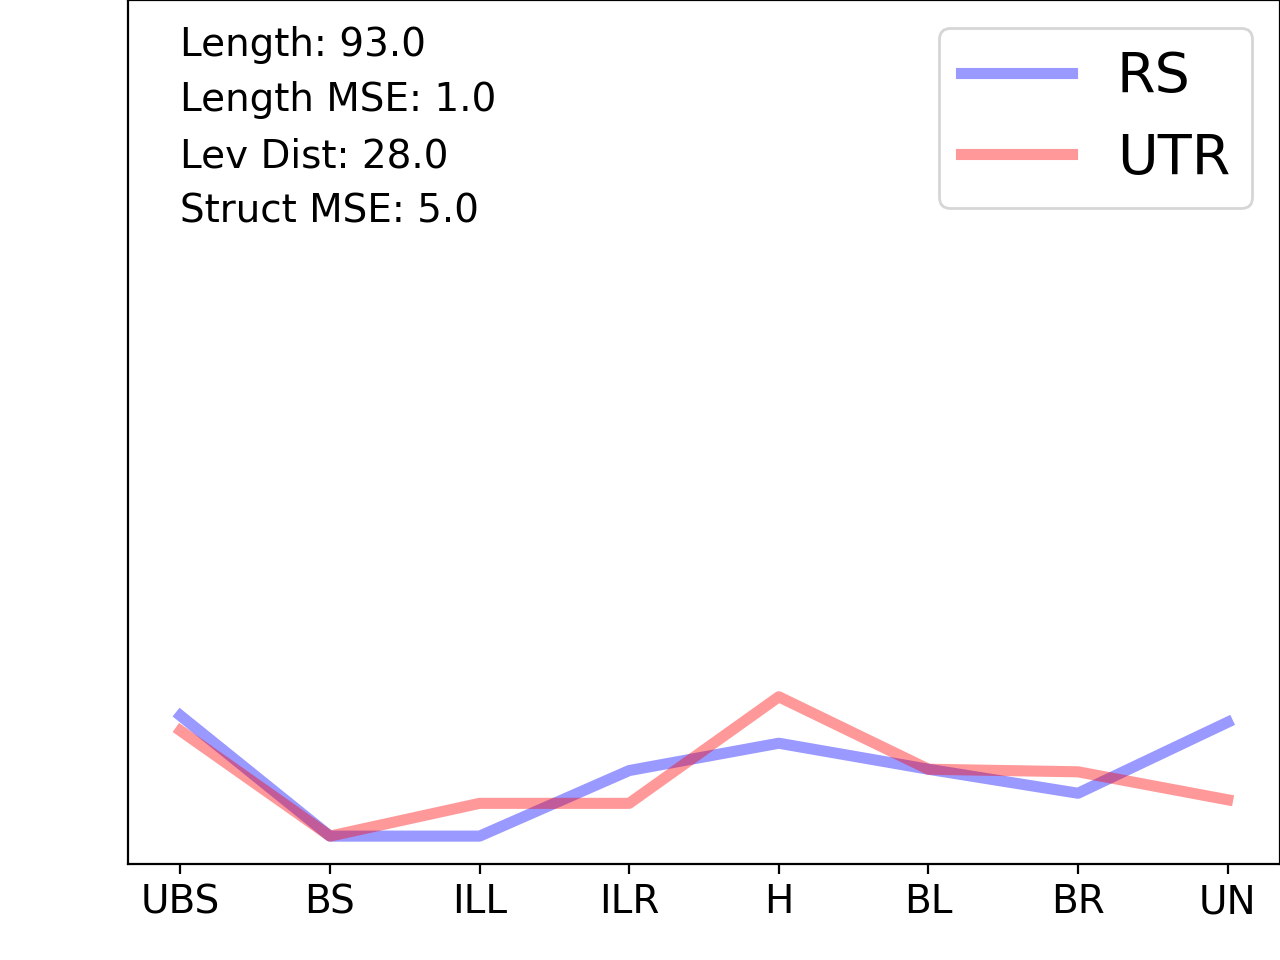 Length: 93.0
Length MSE: 1.0
Lev Dist: 28.0
Struct MSE: 5.0
RS
UTR
UBS BS ILL ILR H BL BR UN